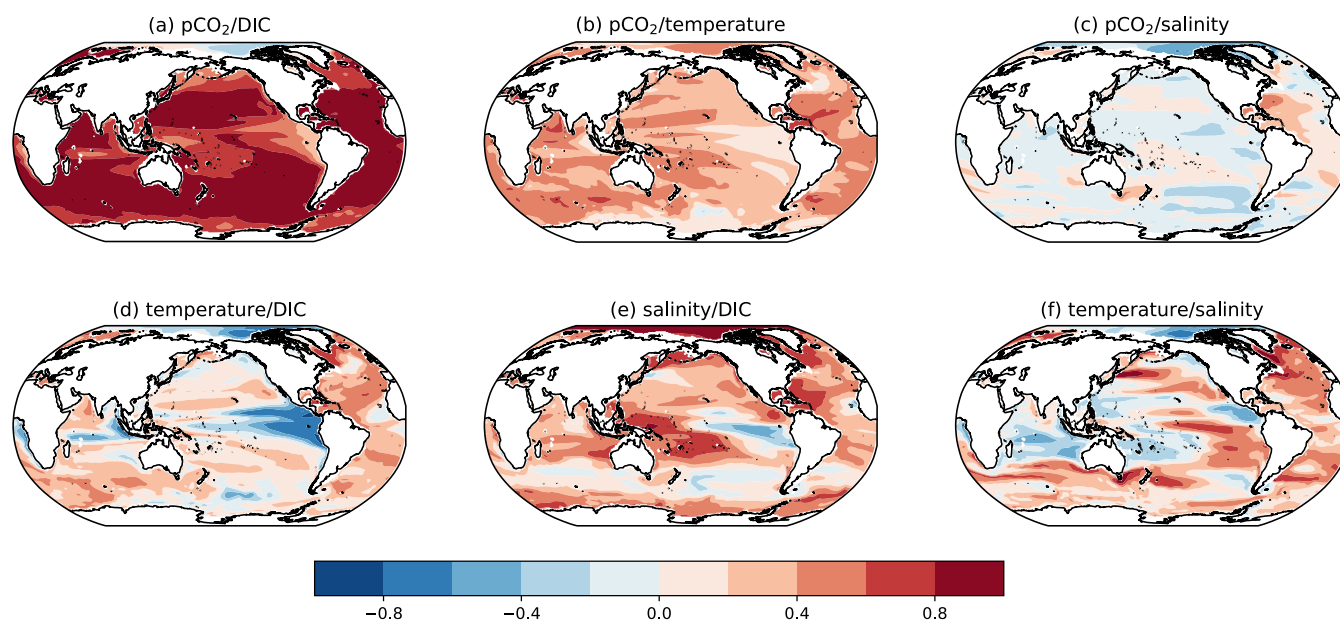 (a) pCO₂/DIC
(b) pCO₂/temperature
(c) pCO₂/salinity
(d) temperature/DIC
(e) salinity/DIC
(f) temperature/salinity
−0.8 −0.4 0.0 0.4 0.8